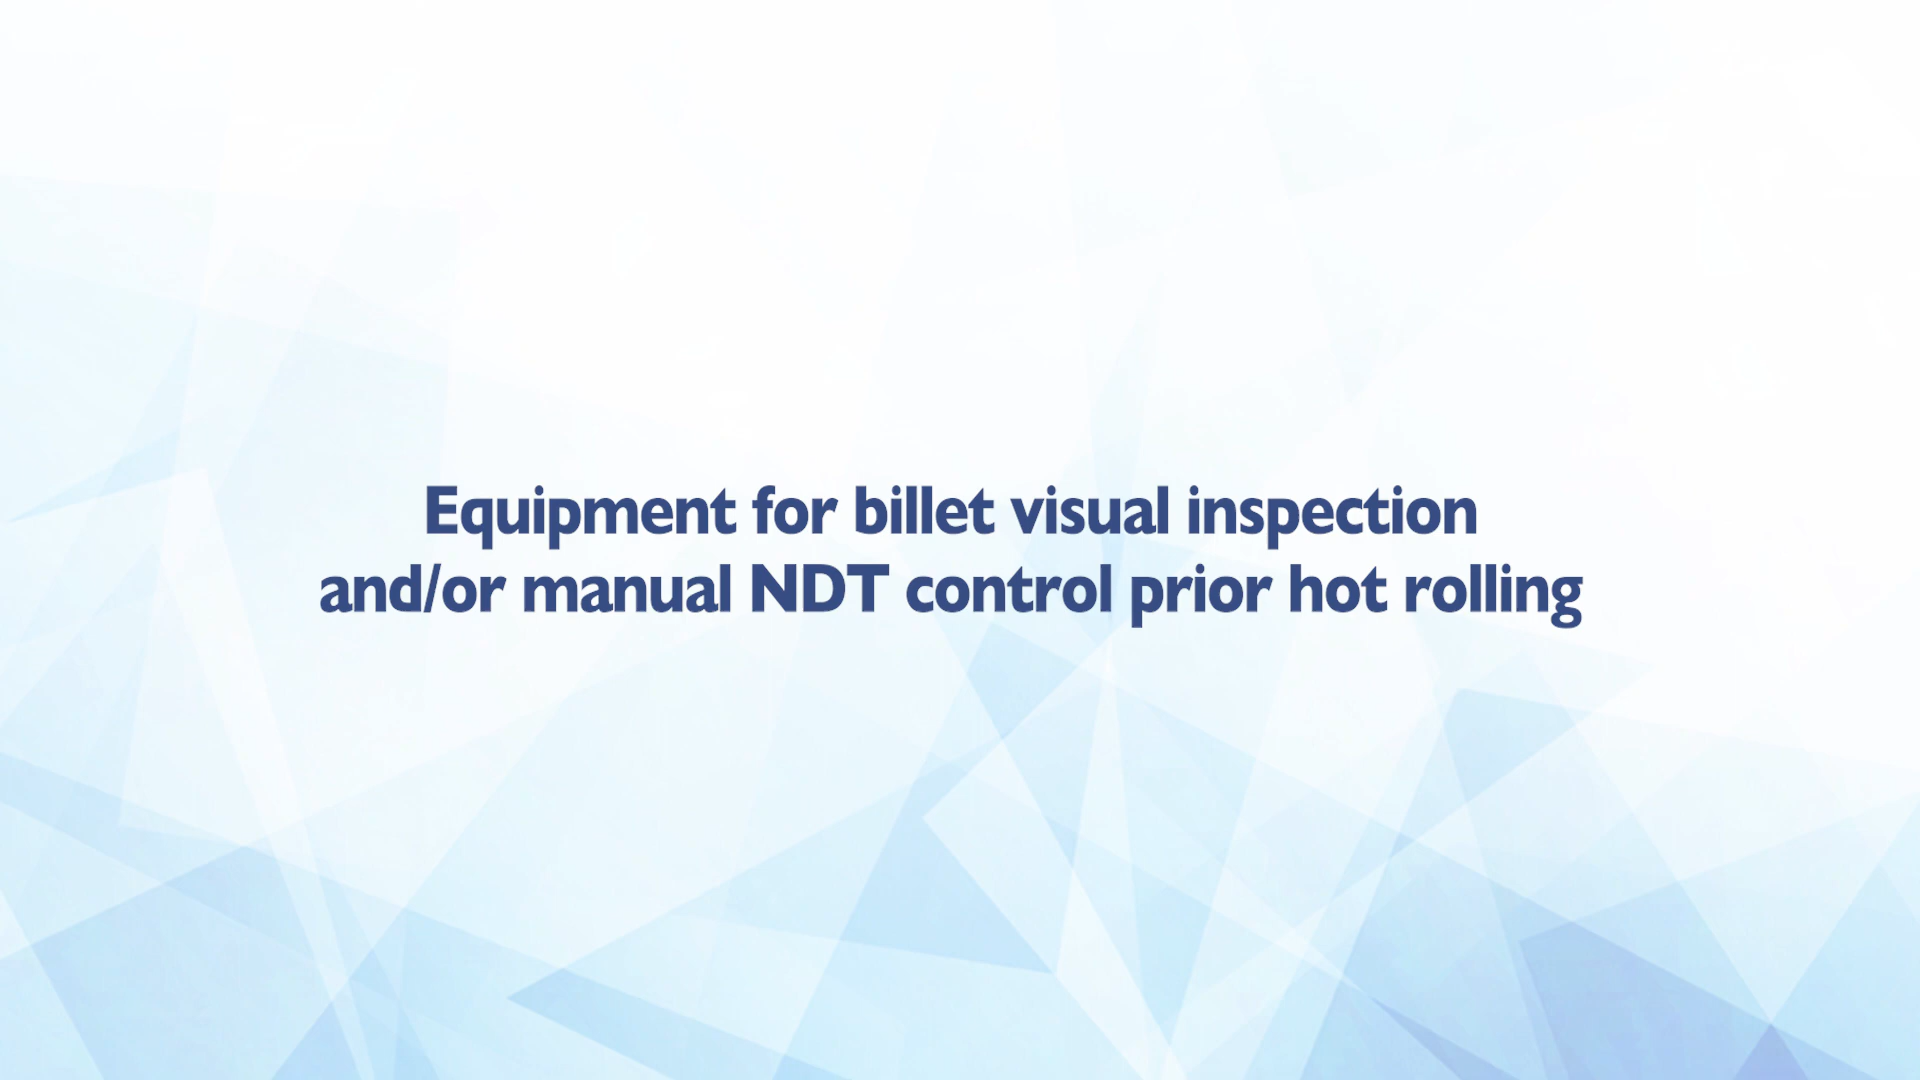 Equipment for billet visual inspection
and/or manual NDT control prior hot rolling